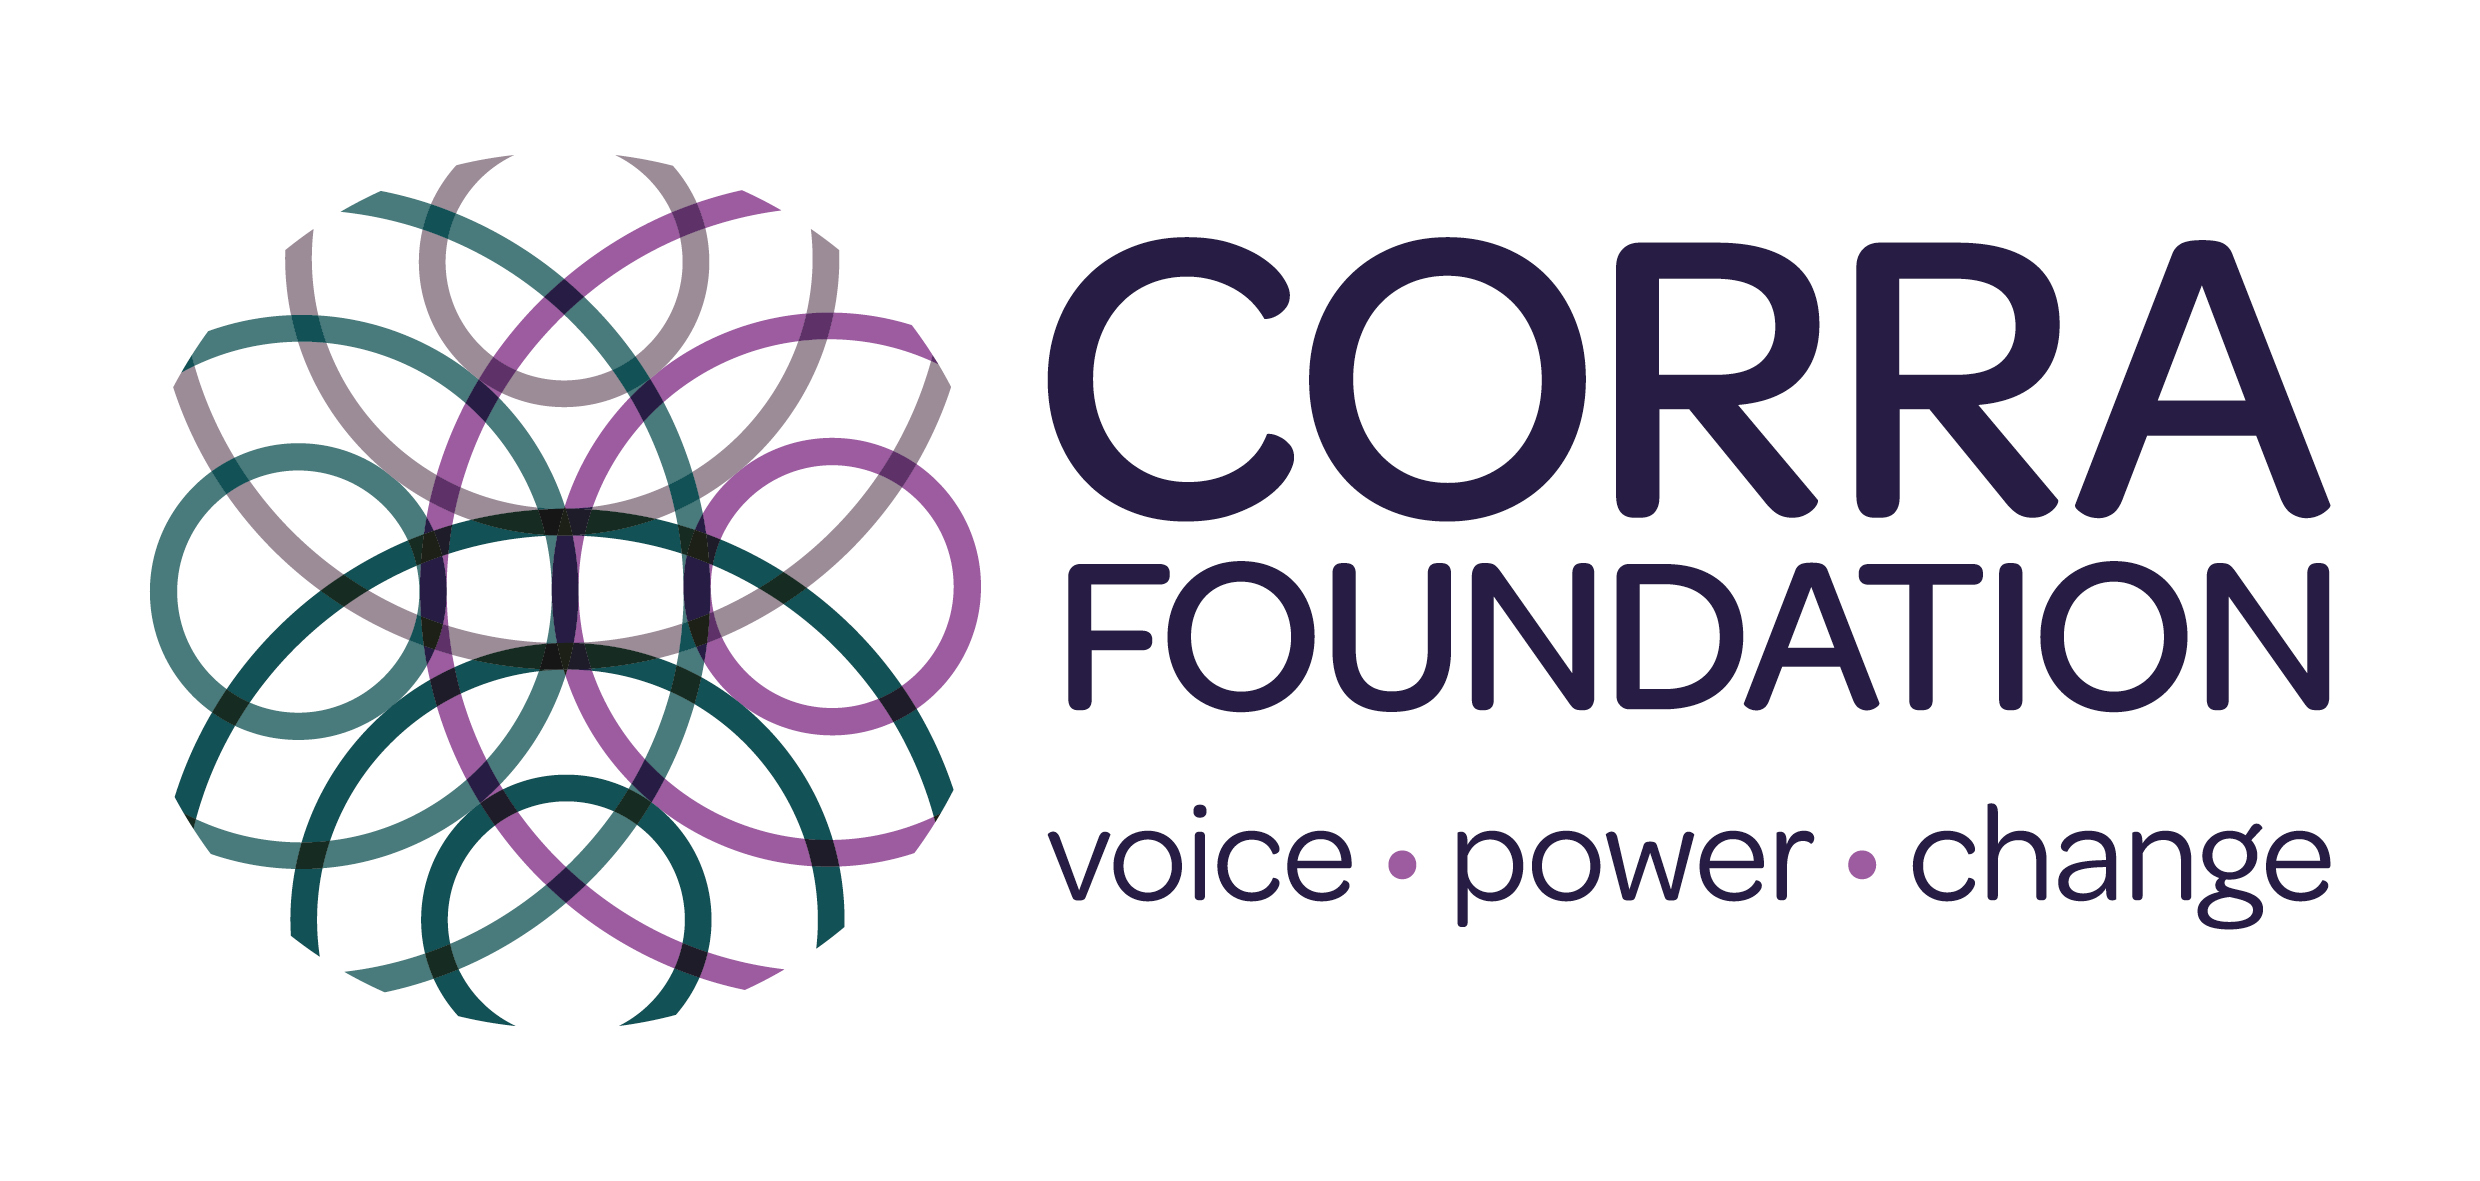 CORRA
FOUNDATION
voice • power • change